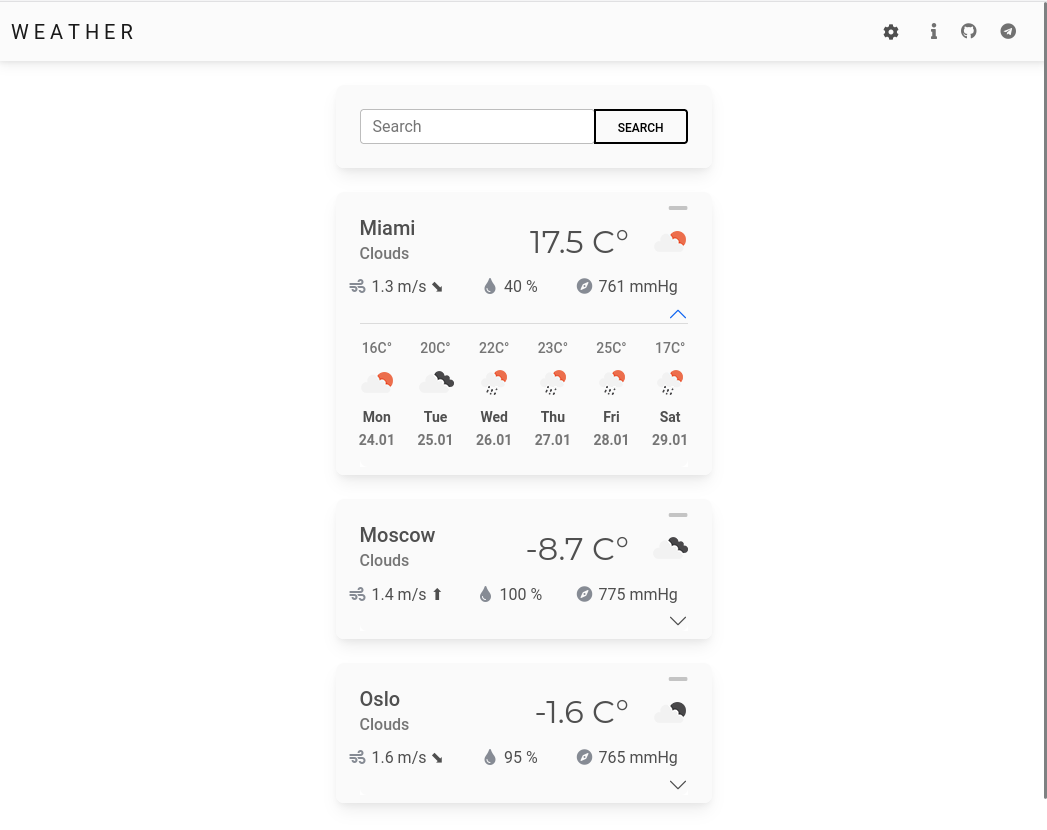 WEATHER
Search SEARCH
Miami
17.5 C°
Clouds
1.3 m/s 40 % 761 mmHg
16C° 20C° 22C° 23C° 25C° 17C°
Mon Tue Wed Thu Fri Sat
24.01 25.01 26.01 27.01 28.01 29.01
Moscow
-8.7 C°
Clouds
1.4 m/s 100 % 775 mmHg
Oslo
-1.6 C°
Clouds
1.6 m/s 95 % 765 mmHg